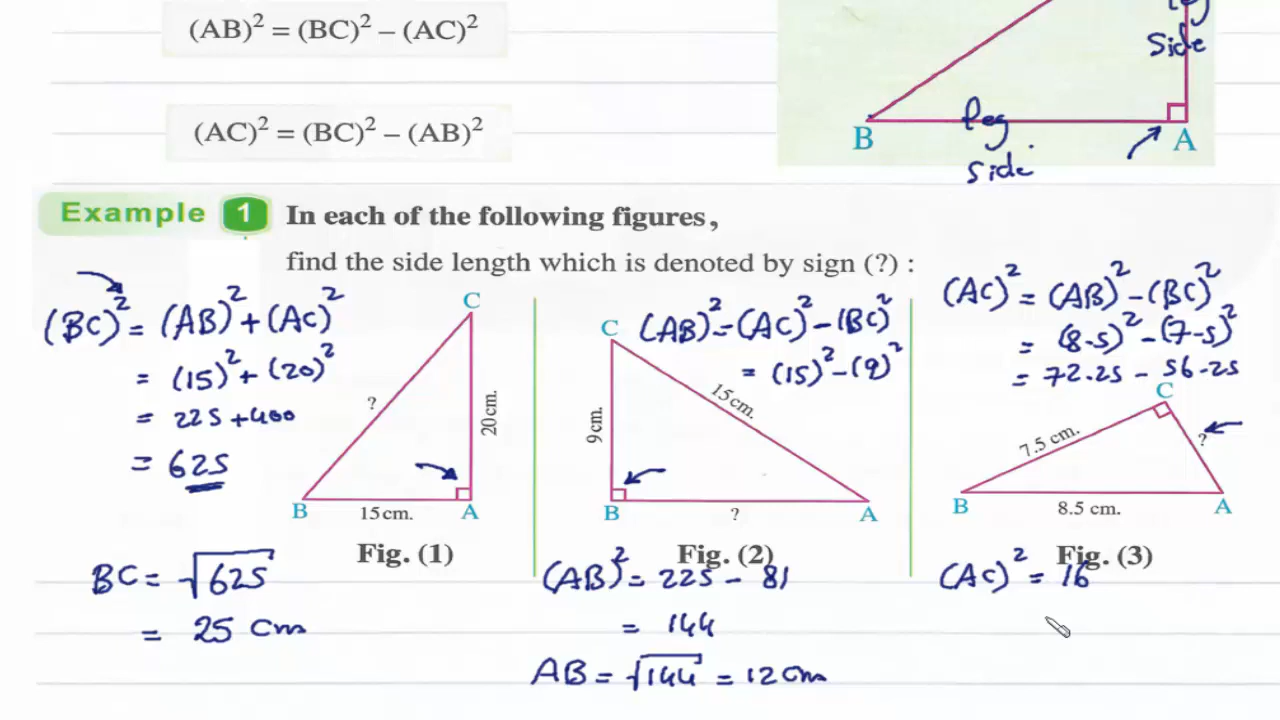 (AB)² = (BC)² – (AC)²
Side
(AC)² = (BC)² – (AB)²
B
leg
A
side
Example 1 In each of the following figures,
find the side length which is denoted by sign (?) :
(BC)² = (AB)² + (AC)²
= (15)² + (20)²
= 225 + 400
= 625
C
?
20 cm.
B
15 cm.
A
Fig. (1)
BC = √625
= 25 cm
(AB)² = (AC)² – (BC)²
= (15)² – (9)²
C
9 cm.
15 cm.
B
?
A
Fig. (2)
(AB)² = 225 – 81
= 144
AB = √144 = 12 cm
(AC)² = (AB)² – (BC)²
= (8.5)² – (7.5)²
= 72.25 – 56.25
C
7.5 cm.
?
B
8.5 cm.
A
Fig. (3)
(AC)² = 16